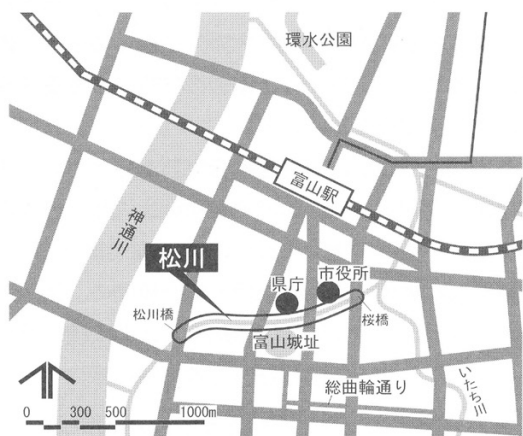 環水公園
富山駅
神通川
松川
県庁
市役所
松川橋
桜橋
富山城址
いたち川
総曲輪通り
0 300 500 1000m